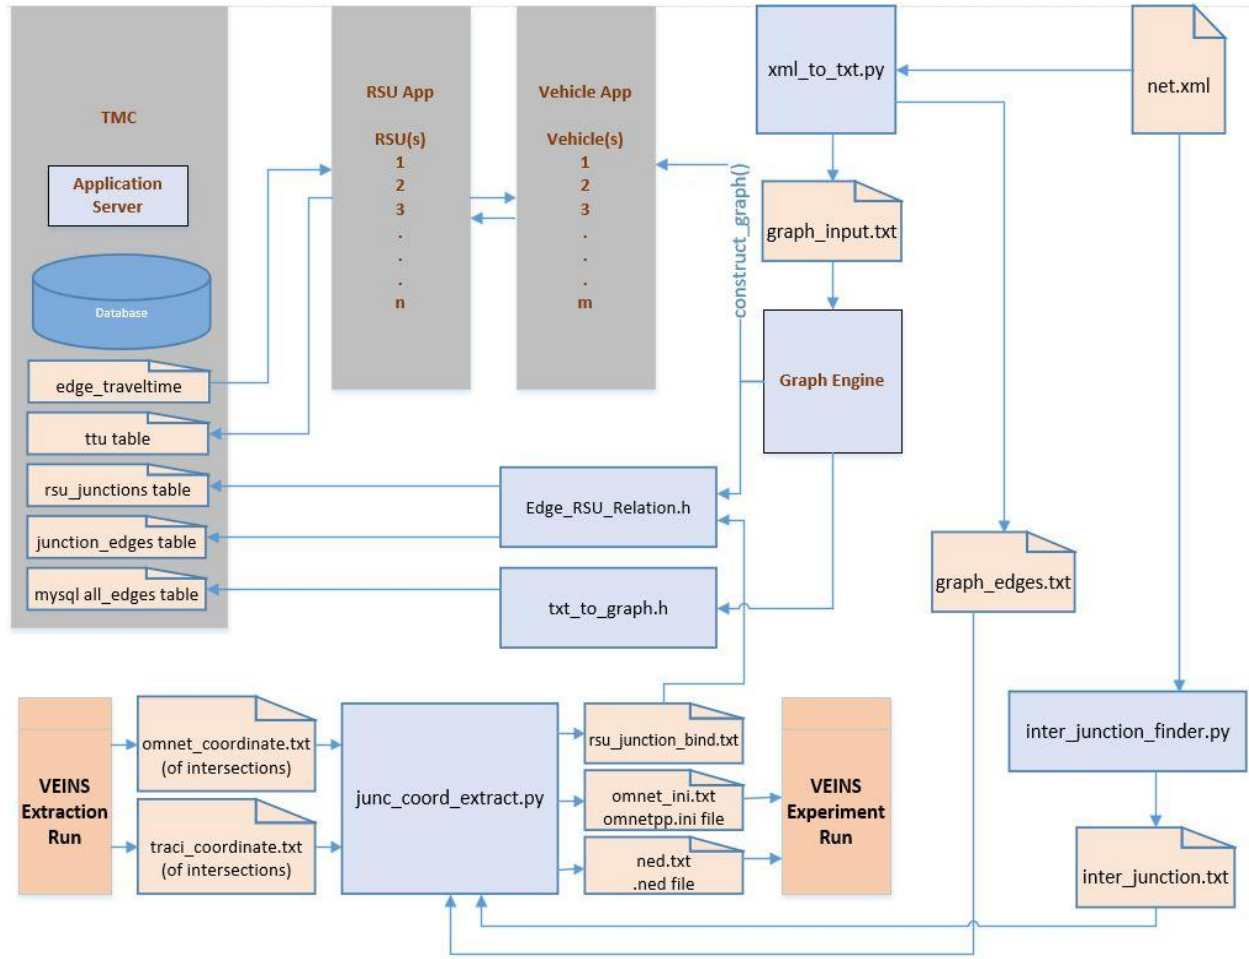 TMC
Application
Server
Database
edge_traveltime
ttu table
rsu_junctions table
junction_edges table
mysql all_edges table
RSU App
RSU(s)
1
2
3
.
.
.
n
Vehicle App
Vehicle(s)
1
2
3
.
.
.
m
construct_graph()
xml_to_txt.py
net.xml
graph_input.txt
Graph Engine
Edge_RSU_Relation.h
txt_to_graph.h
graph_edges.txt
VEINS
Extraction
Run
omnet_coordinate.txt
(of intersections)
traci_coordinate.txt
(of intersections)
junc_coord_extract.py
rsu_junction_bind.txt
omnet_ini.txt
omnetpp.ini file
ned.txt
.ned file
VEINS
Experiment
Run
inter_junction_finder.py
inter_junction.txt